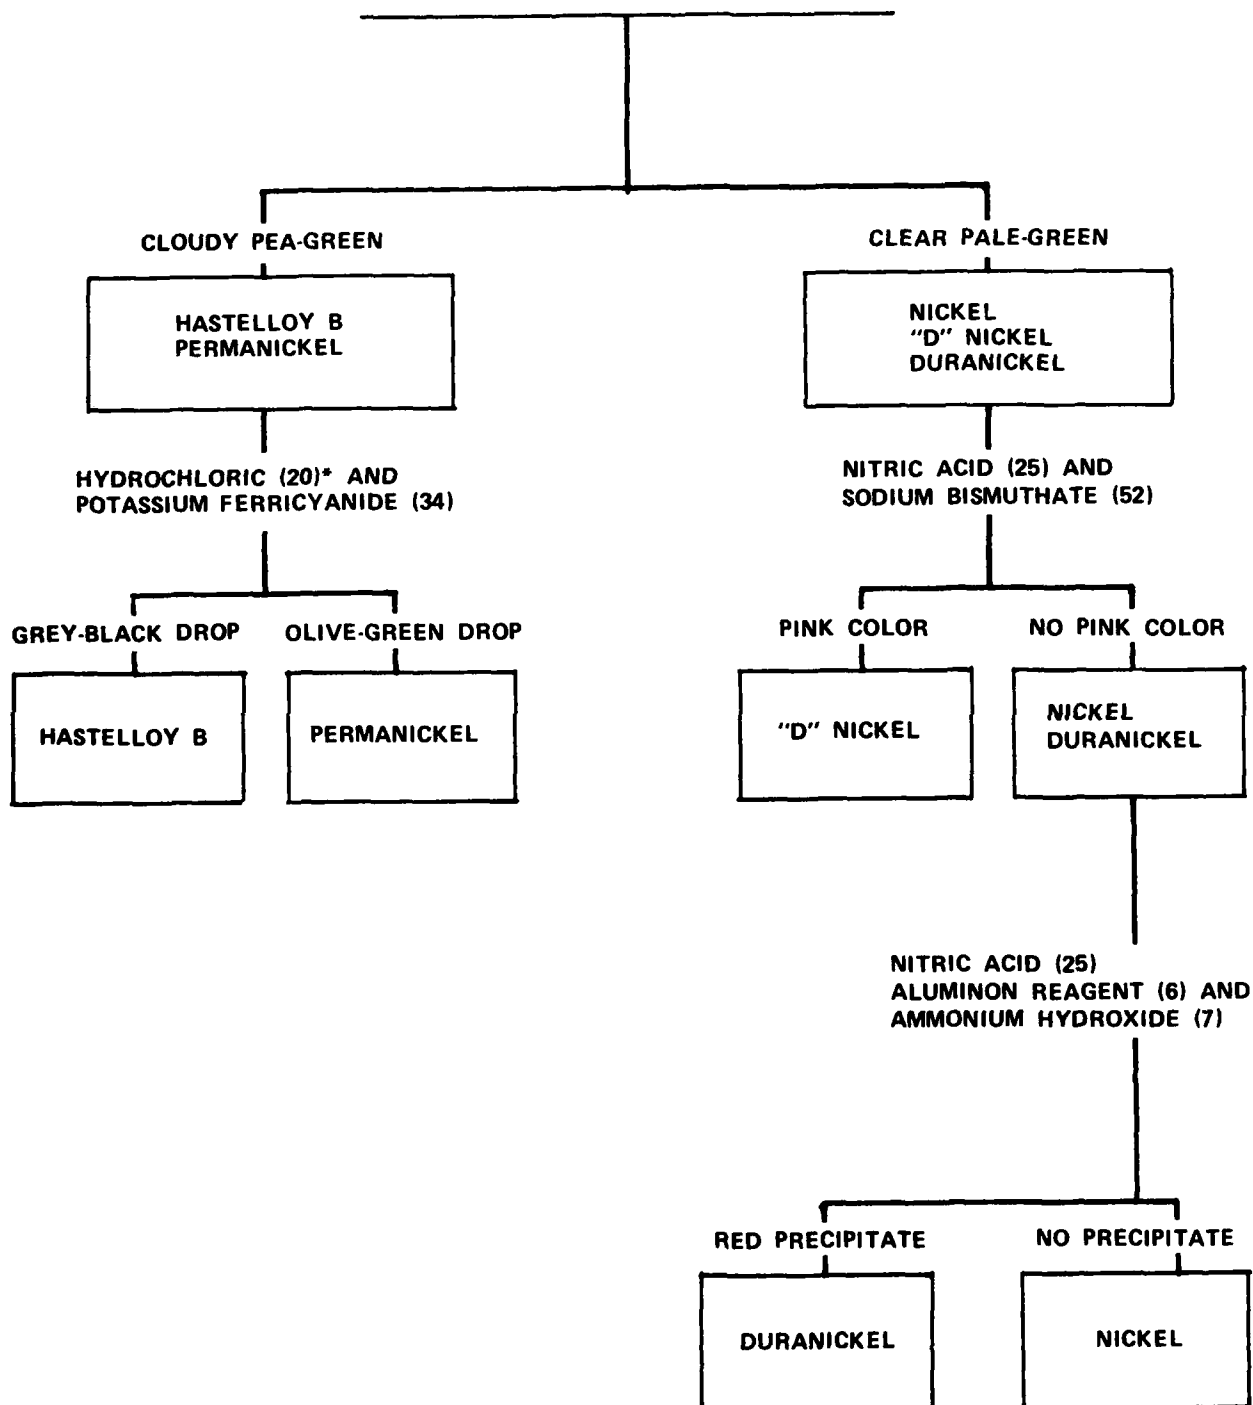 CLOUDY PEA-GREEN
CLEAR PALE-GREEN
HASTELLOY B
PERMANICKEL
NICKEL
"D" NICKEL
DURANICKEL
HYDROCHLORIC (20)* AND
POTASSIUM FERRICYANIDE (34)
NITRIC ACID (25) AND
SODIUM BISMUTHATE (52)
GREY-BLACK DROP
OLIVE-GREEN DROP
PINK COLOR
NO PINK COLOR
HASTELLOY B
PERMANICKEL
"D" NICKEL
NICKEL
DURANICKEL
NITRIC ACID (25)
ALUMINON REAGENT (6) AND
AMMONIUM HYDROXIDE (7)
RED PRECIPITATE
NO PRECIPITATE
DURANICKEL
NICKEL